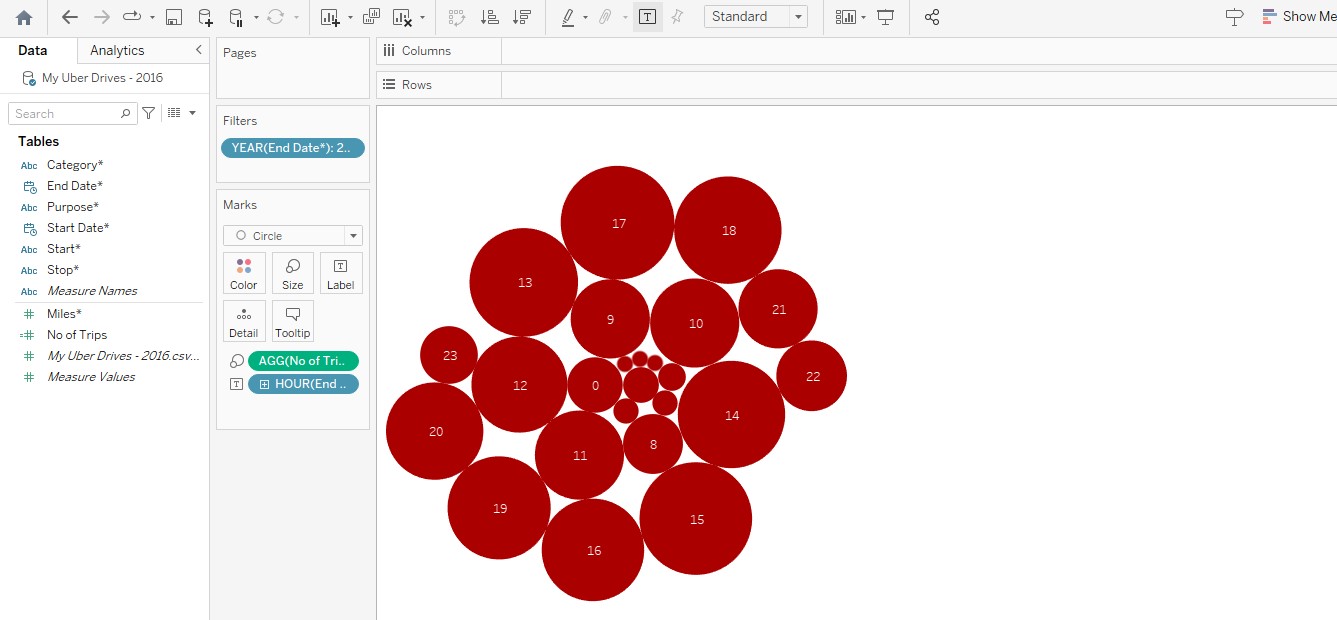 Standard
Show Me
Data
Analytics
My Uber Drives - 2016
Search
Tables
Abc Category*
End Date*
Abc Purpose*
Start Date*
Abc Start*
Abc Stop*
Abc Measure Names
Miles*
No of Trips
My Uber Drives - 2016.csv...
Measure Values
Pages
Filters
YEAR(End Date*): 2..
Marks
Circle
Color
Size
T
Label
Detail
Tooltip
AGG(No of Tri..
T
HOUR(End ..
Columns
Rows
T
17
18
13
9
10
21
23
12
0
22
20
11
8
14
19
15
16